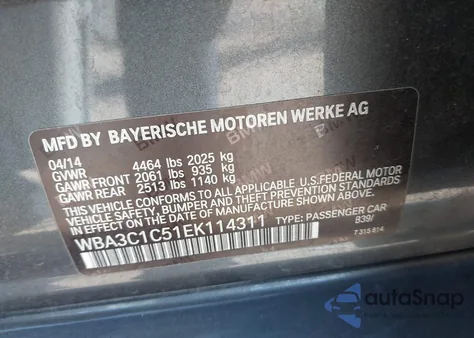 MFD BY BAYERISCHE MOTOREN WERKE AG
04/14
GVWR 4464 lbs 2025 kg
GAWR FRONT 2061 lbs 935 kg
GAWR REAR 2513 lbs 1140 kg
THIS VEHICLE CONFORMS TO ALL APPLICABLE U.S.FEDERAL MOTOR
VEHICLE SAFETY, BUMPER AND THEFT PREVENTION STANDARDS IN
EFFECT ON THE DATE OF MANUFACTURE SHOWN ABOVE.
WBA3C1C51EK114311 TYPE: PASSENGER CAR
839/
7 315 814
autoSnap